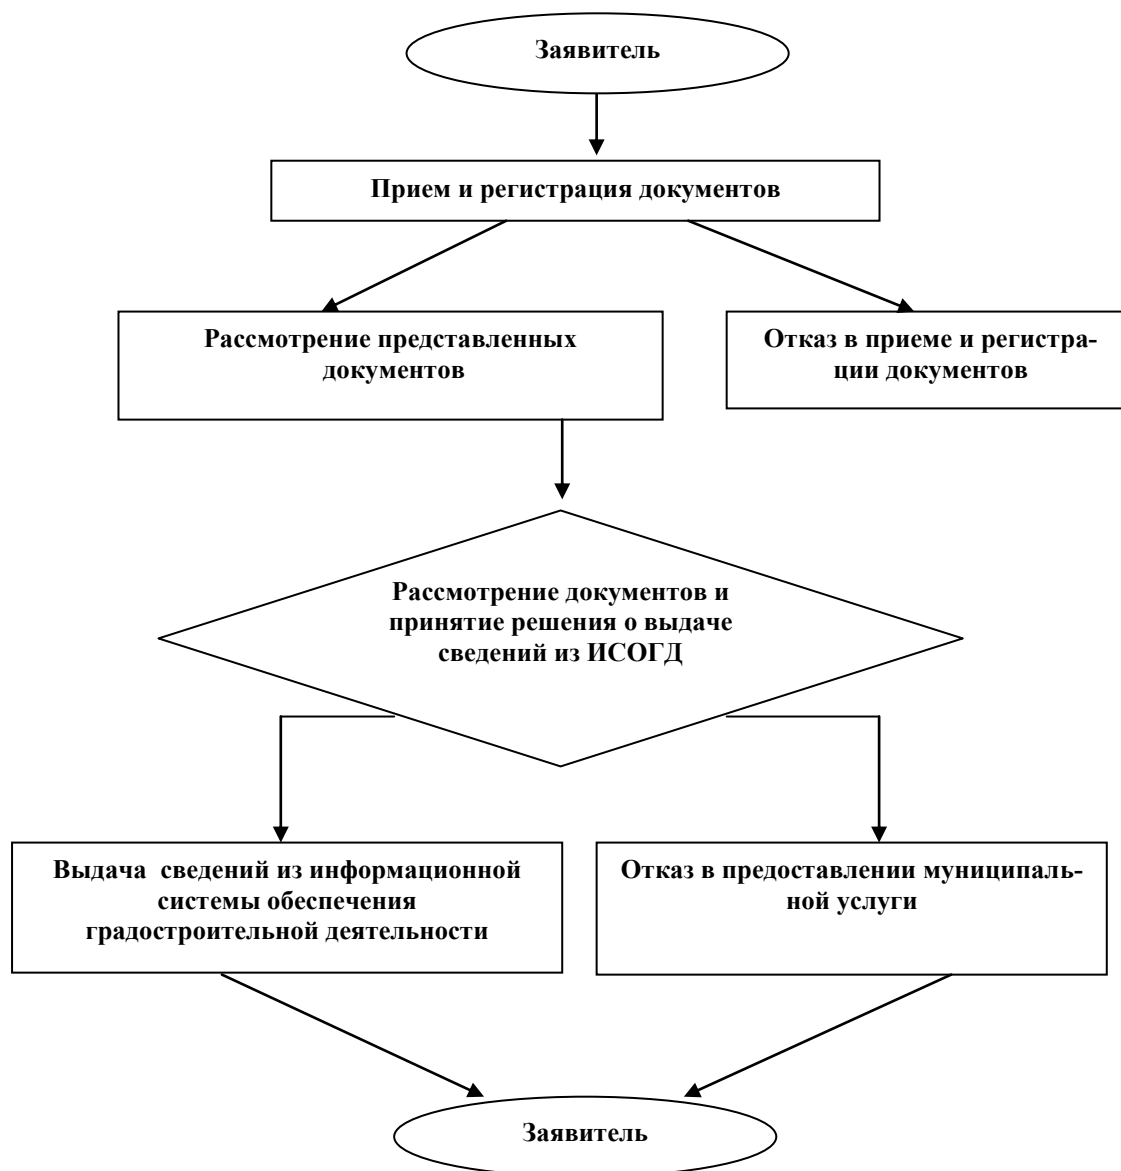 Заявитель
Прием и регистрация документов
Рассмотрение представленных
документов
Отказ в приеме и регистра-
ции документов
Рассмотрение документов и
принятие решения о выдаче
сведений из ИСОГД
Выдача  сведений из информационной
системы обеспечения
градостроительной деятельности
Отказ в предоставлении муниципаль-
ной услуги
Заявитель